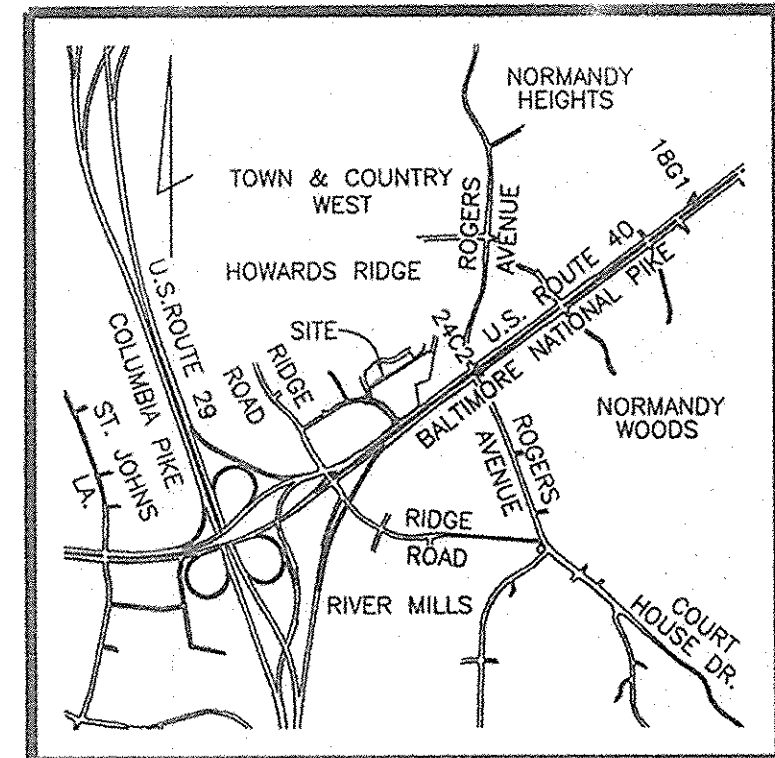 NORMANDY
HEIGHTS
TOWN & COUNTRY
WEST
ROGERS
AVENUE
18G1
HOWARDS RIDGE
U.S. ROUTE 40
BALTIMORE NATIONAL PIKE
U.S.ROUTE 29
COLUMBIA PIKE
SITE
24C2
RIDGE
ROAD
ST. JOHNS
LA.
NORMANDY
WOODS
ROGERS
AVENUE
RIDGE
ROAD
RIVER MILLS
COURT
HOUSE DR.